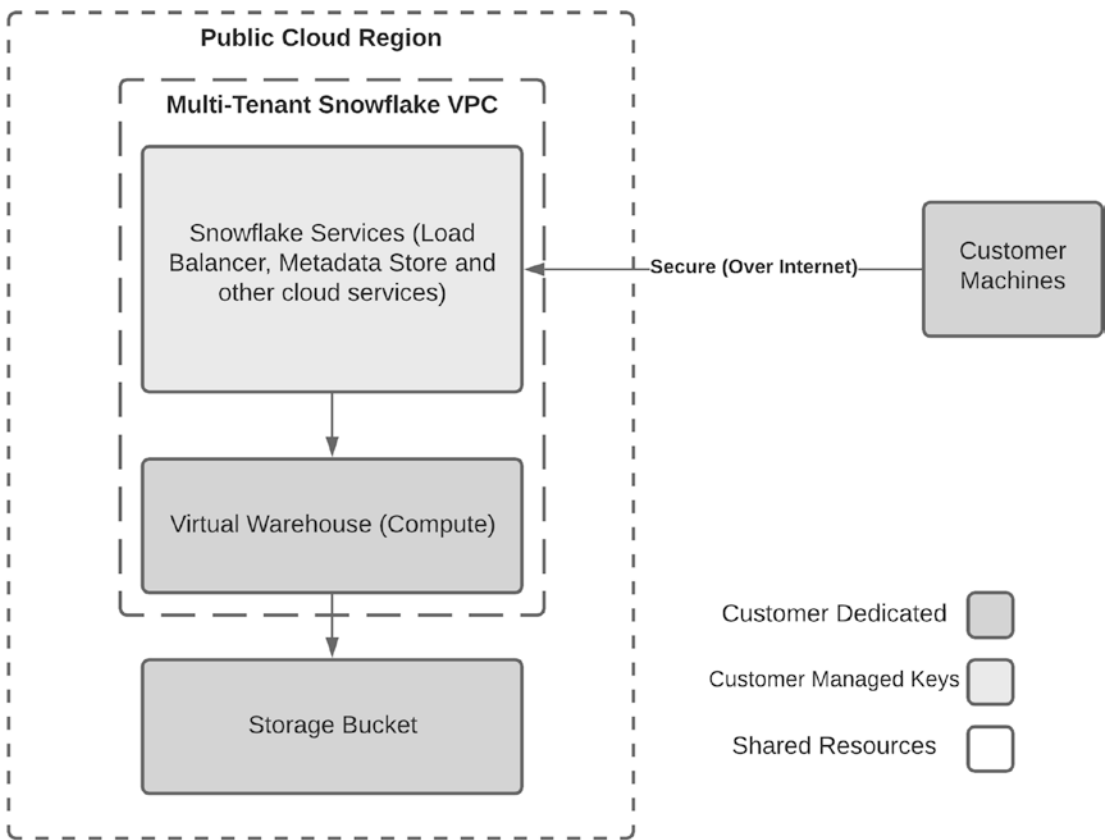 Public Cloud Region
Multi-Tenant Snowflake VPC
Snowflake Services (Load
Balancer, Metadata Store and
other cloud services)
Secure (Over Internet)
Customer
Machines
Virtual Warehouse (Compute)
Storage Bucket
Customer Dedicated
Customer Managed Keys
Shared Resources